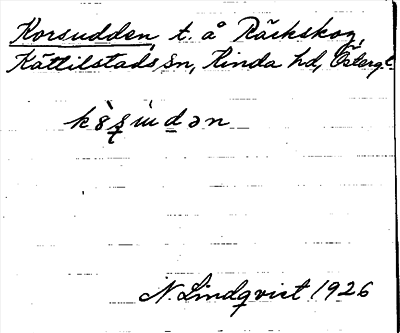 Korsudden, t. å Räckskog,
Kättilstads sn, Kinda hd, Östergl.
N. Lindqvist 1926